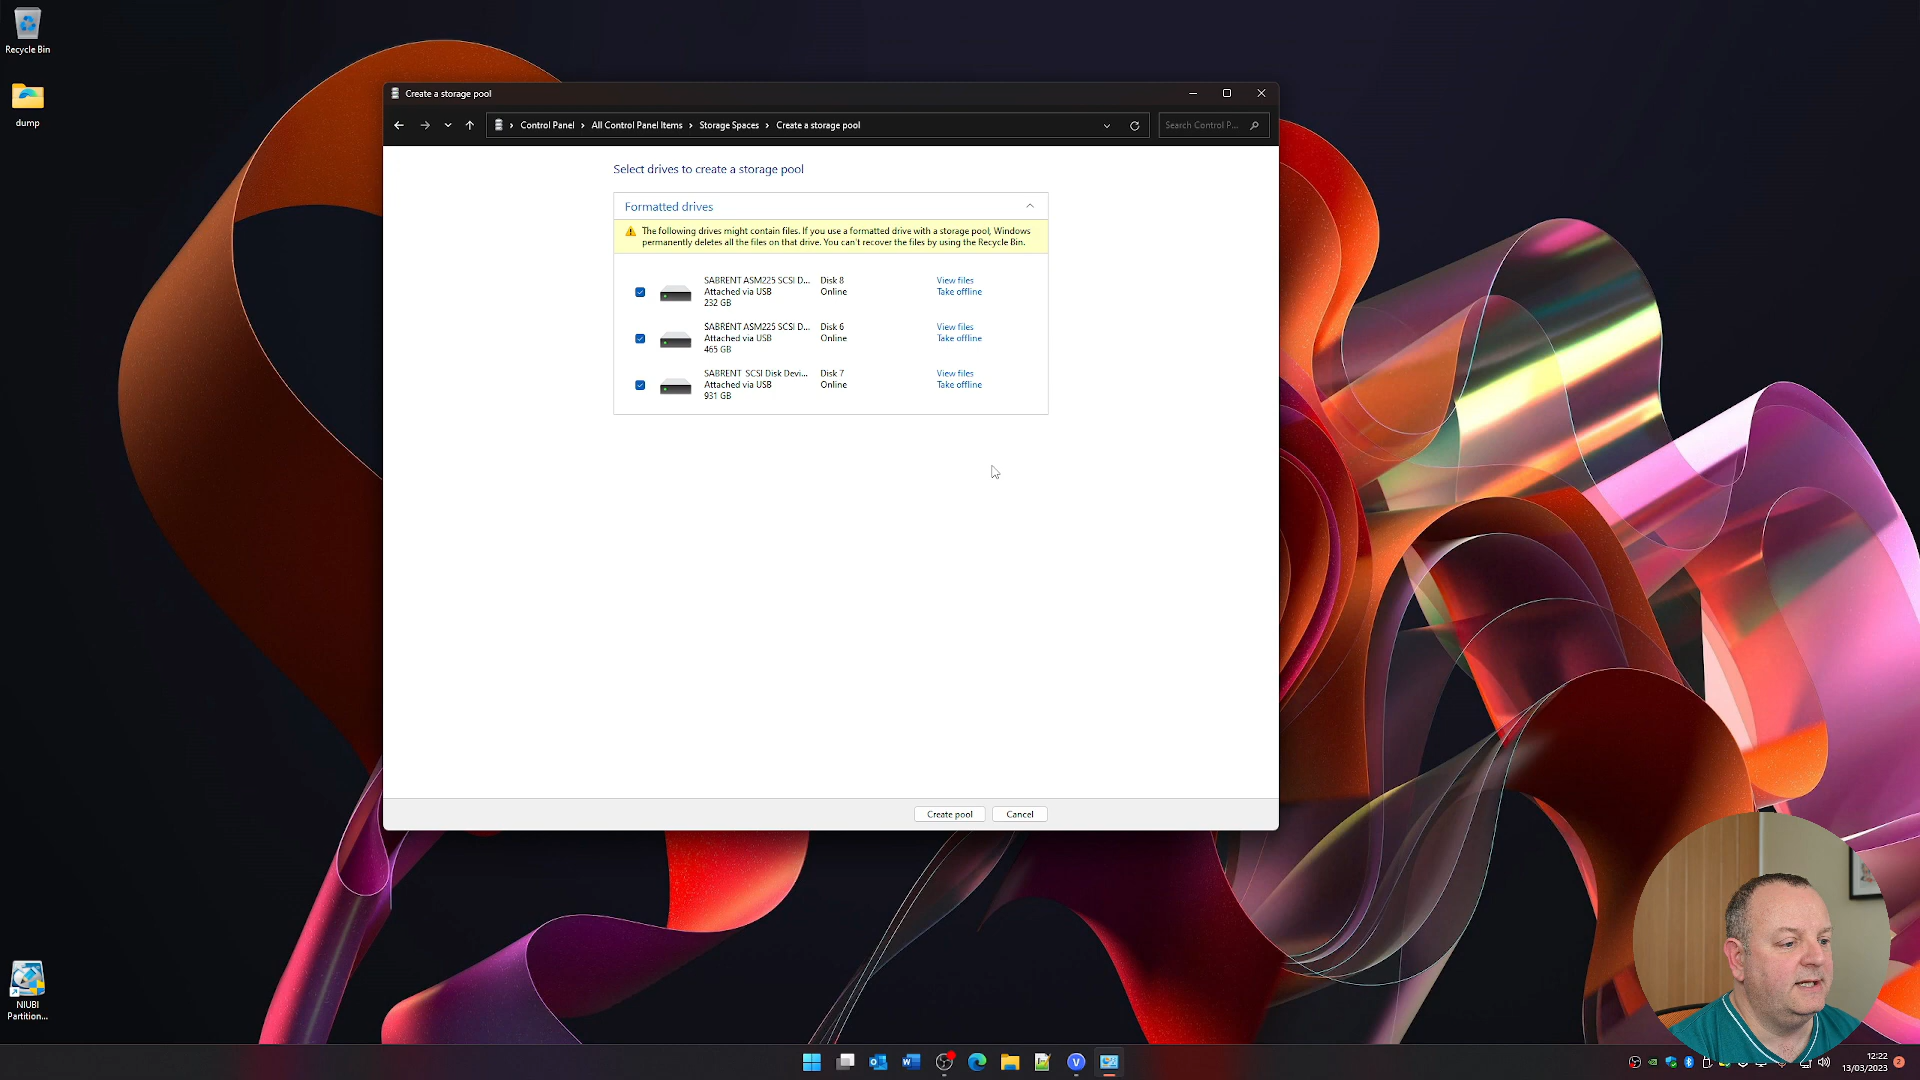 Recycle Bin
dump
Create a storage pool
Control Panel › All Control Panel Items › Storage Spaces › Create a storage pool
Search Control P...
Select drives to create a storage pool
Formatted drives
The following drives might contain files. If you use a formatted drive with a storage pool, Windows
permanently deletes all the files on that drive. You can't recover the files by using the Recycle Bin.
SABRENT ASM225 SCSI D... Disk 8 View files
Attached via USB Online Take offline
232 GB
SABRENT ASM225 SCSI D... Disk 6 View files
Attached via USB Online Take offline
465 GB
SABRENT SCSI Disk Devi... Disk 7 View files
Attached via USB Online Take offline
931 GB
Create pool Cancel
NIUBI
Partition...
12:22
13/03/2023
2